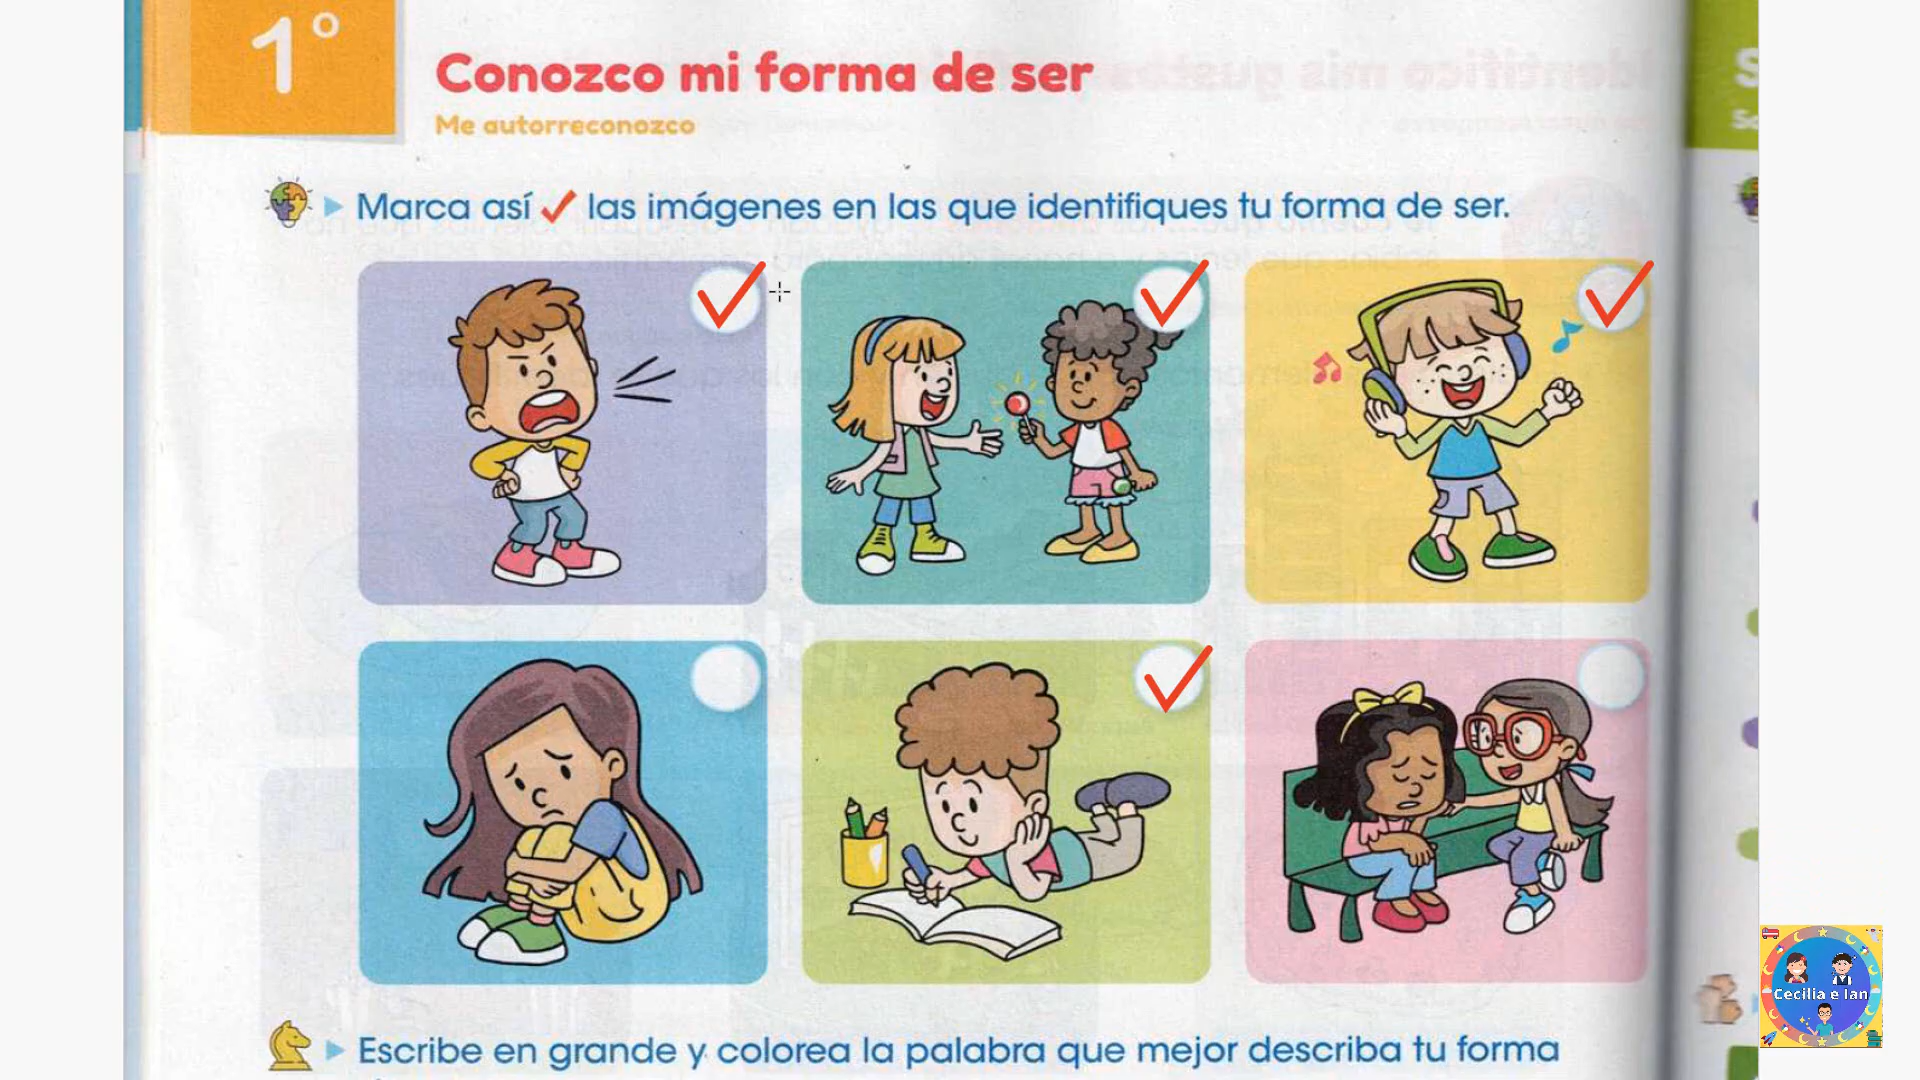 1°
Conozco mi forma de ser
Me autorreconozco
Marca así ✓ las imágenes en las que identifiques tu forma de ser.
Escribe en grande y colorea la palabra que mejor describa tu forma
Cecilia e Ian